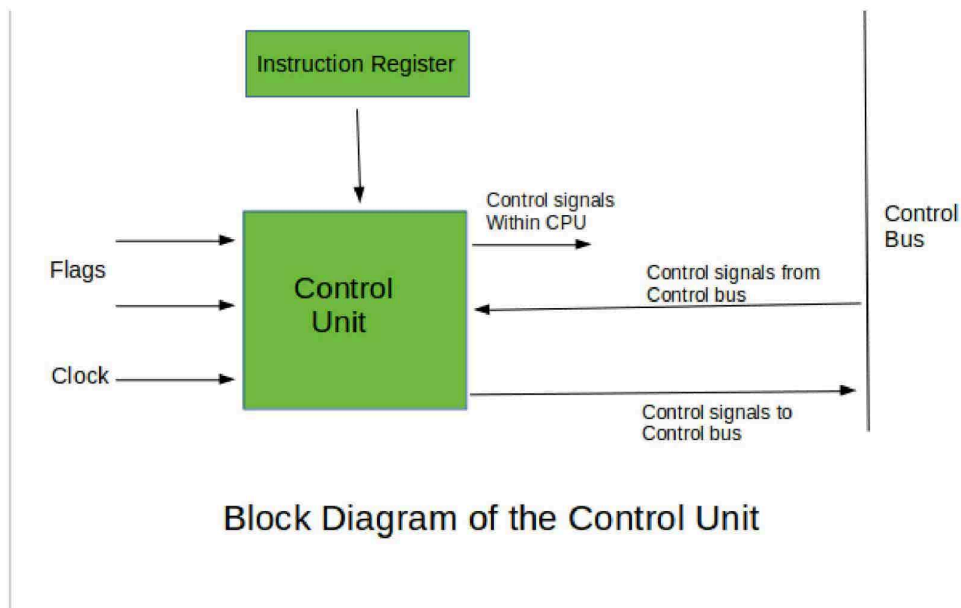 Instruction Register
Control signals
Within CPU
Control
Bus
Flags
Control
Unit
Control signals from
Control bus
Clock
Control signals to
Control bus
Block Diagram of the Control Unit